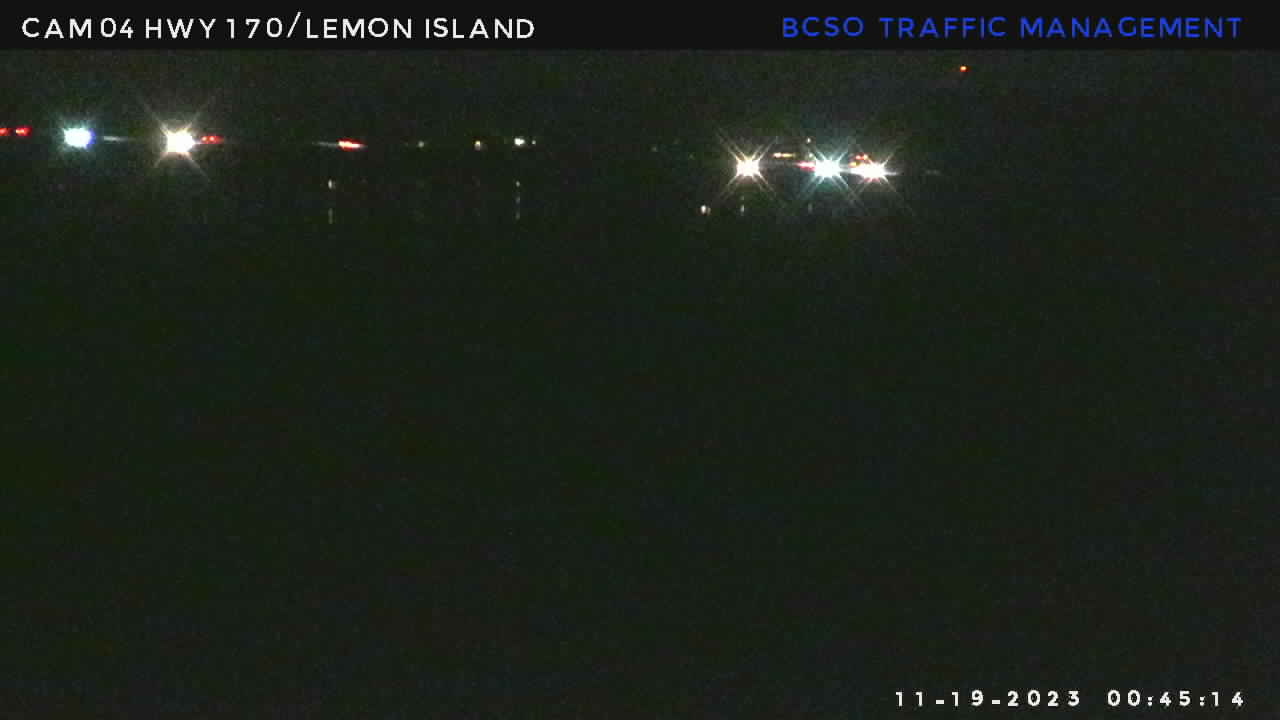 CAM04 HWY 170/LEMON ISLAND
BCSO TRAFFIC MANAGEMENT
11-19-2023 00:45:14